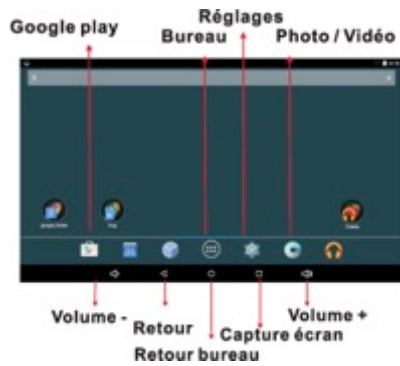 Réglages
Google play
Bureau
Photo / Vidéo
Volume -
Retour
Retour bureau
Capture écran
Volume +